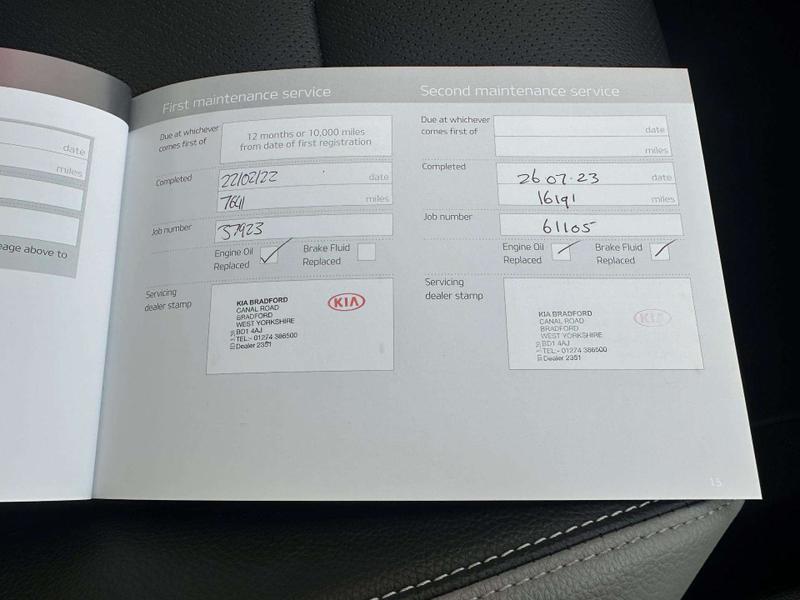 date
miles
eage above to
First maintenance service
Due at whichever
comes first of
12 months or 10,000 miles
from date of first registration
Completed
22/02/22 date
7641 miles
Job number
37923
Engine Oil
Replaced
Brake Fluid
Replaced
Servicing
dealer stamp
KIA BRADFORD
CANAL ROAD
BRADFORD
WEST YORKSHIRE
BD1 4AJ
TEL:- 01274 386500
Dealer 2351
KIA
Second maintenance service
Due at whichever
comes first of
date
miles
Completed
26 07.23 date
16191 miles
Job number
61105
Engine Oil
Replaced
Brake Fluid
Replaced
Servicing
dealer stamp
KIA BRADFORD
CANAL ROAD
BRADFORD
WEST YORKSHIRE
BD1 4AJ
TEL:- 01274 386500
Dealer 2351
KIA
15